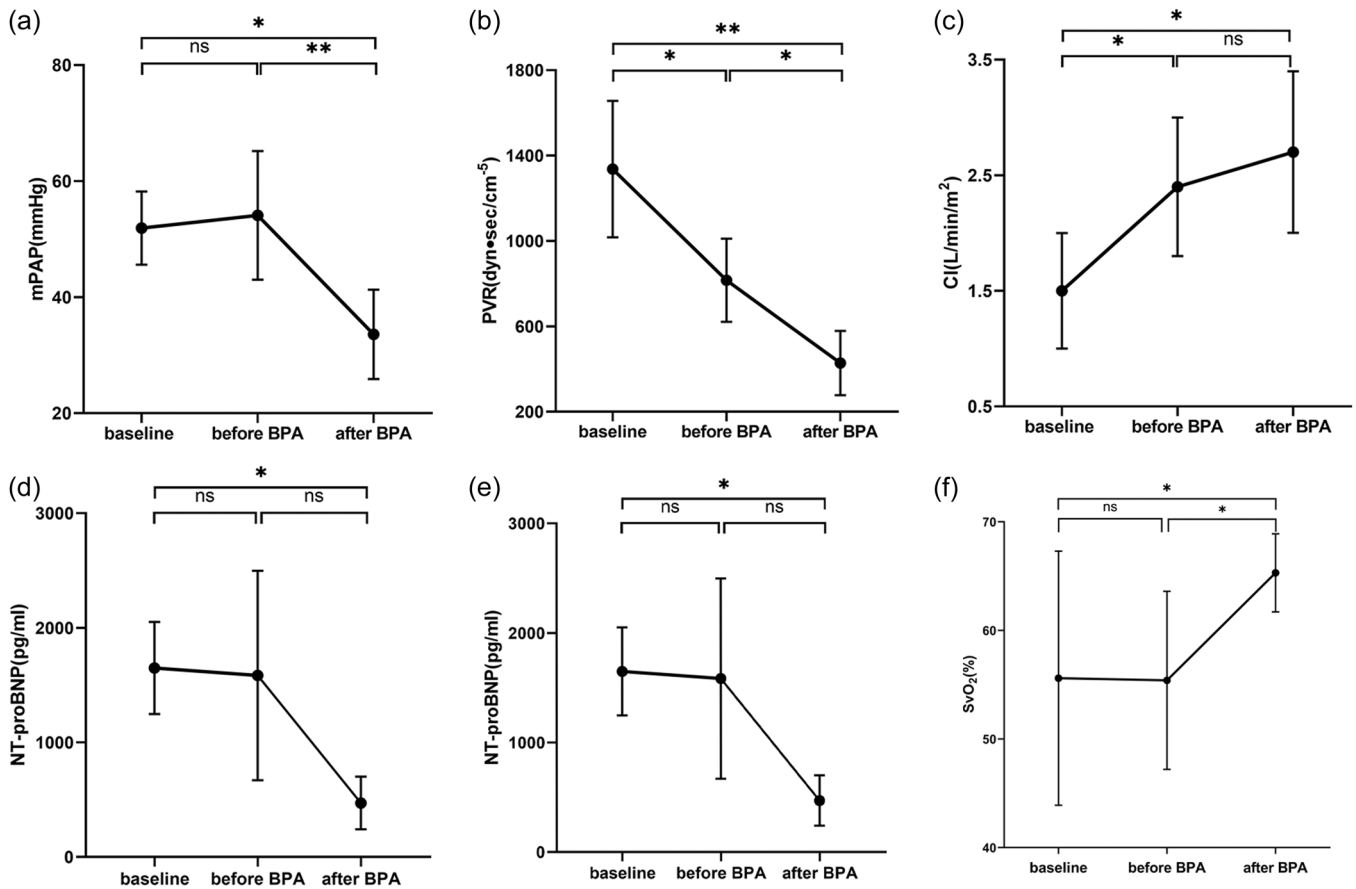 (a)
*
ns
**
80
60
40
20
mPAP(mmHg)
baseline
before BPA
after BPA
(b)
**
*
*
1800
1400
1000
600
200
PVR(dyn•sec/cm-5)
baseline
before BPA
after BPA
(c)
*
*
ns
3.5
2.5
1.5
0.5
CI(L/min/m2)
baseline
before BPA
after BPA
(d)
*
ns
ns
3000
2000
1000
0
NT-proBNP(pg/ml)
baseline
before BPA
after BPA
(e)
*
ns
ns
3000
2000
1000
0
NT-proBNP(pg/ml)
baseline
before BPA
after BPA
(f)
*
ns
*
70
60
50
40
SvO2(%)
baseline
before BPA
after BPA